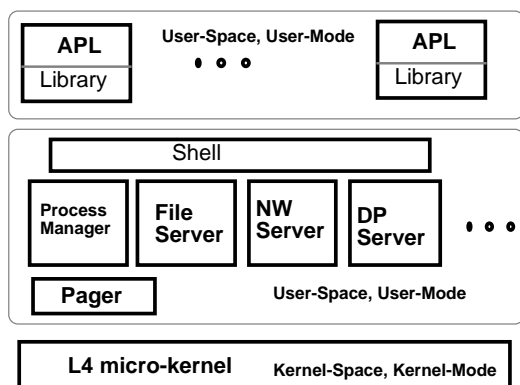 APL
Library
User-Space, User-Mode
APL
Library
Shell
Process
Manager
File
Server
NW
Server
DP
Server
Pager
User-Space, User-Mode
L4 micro-kernel
Kernel-Space, Kernel-Mode